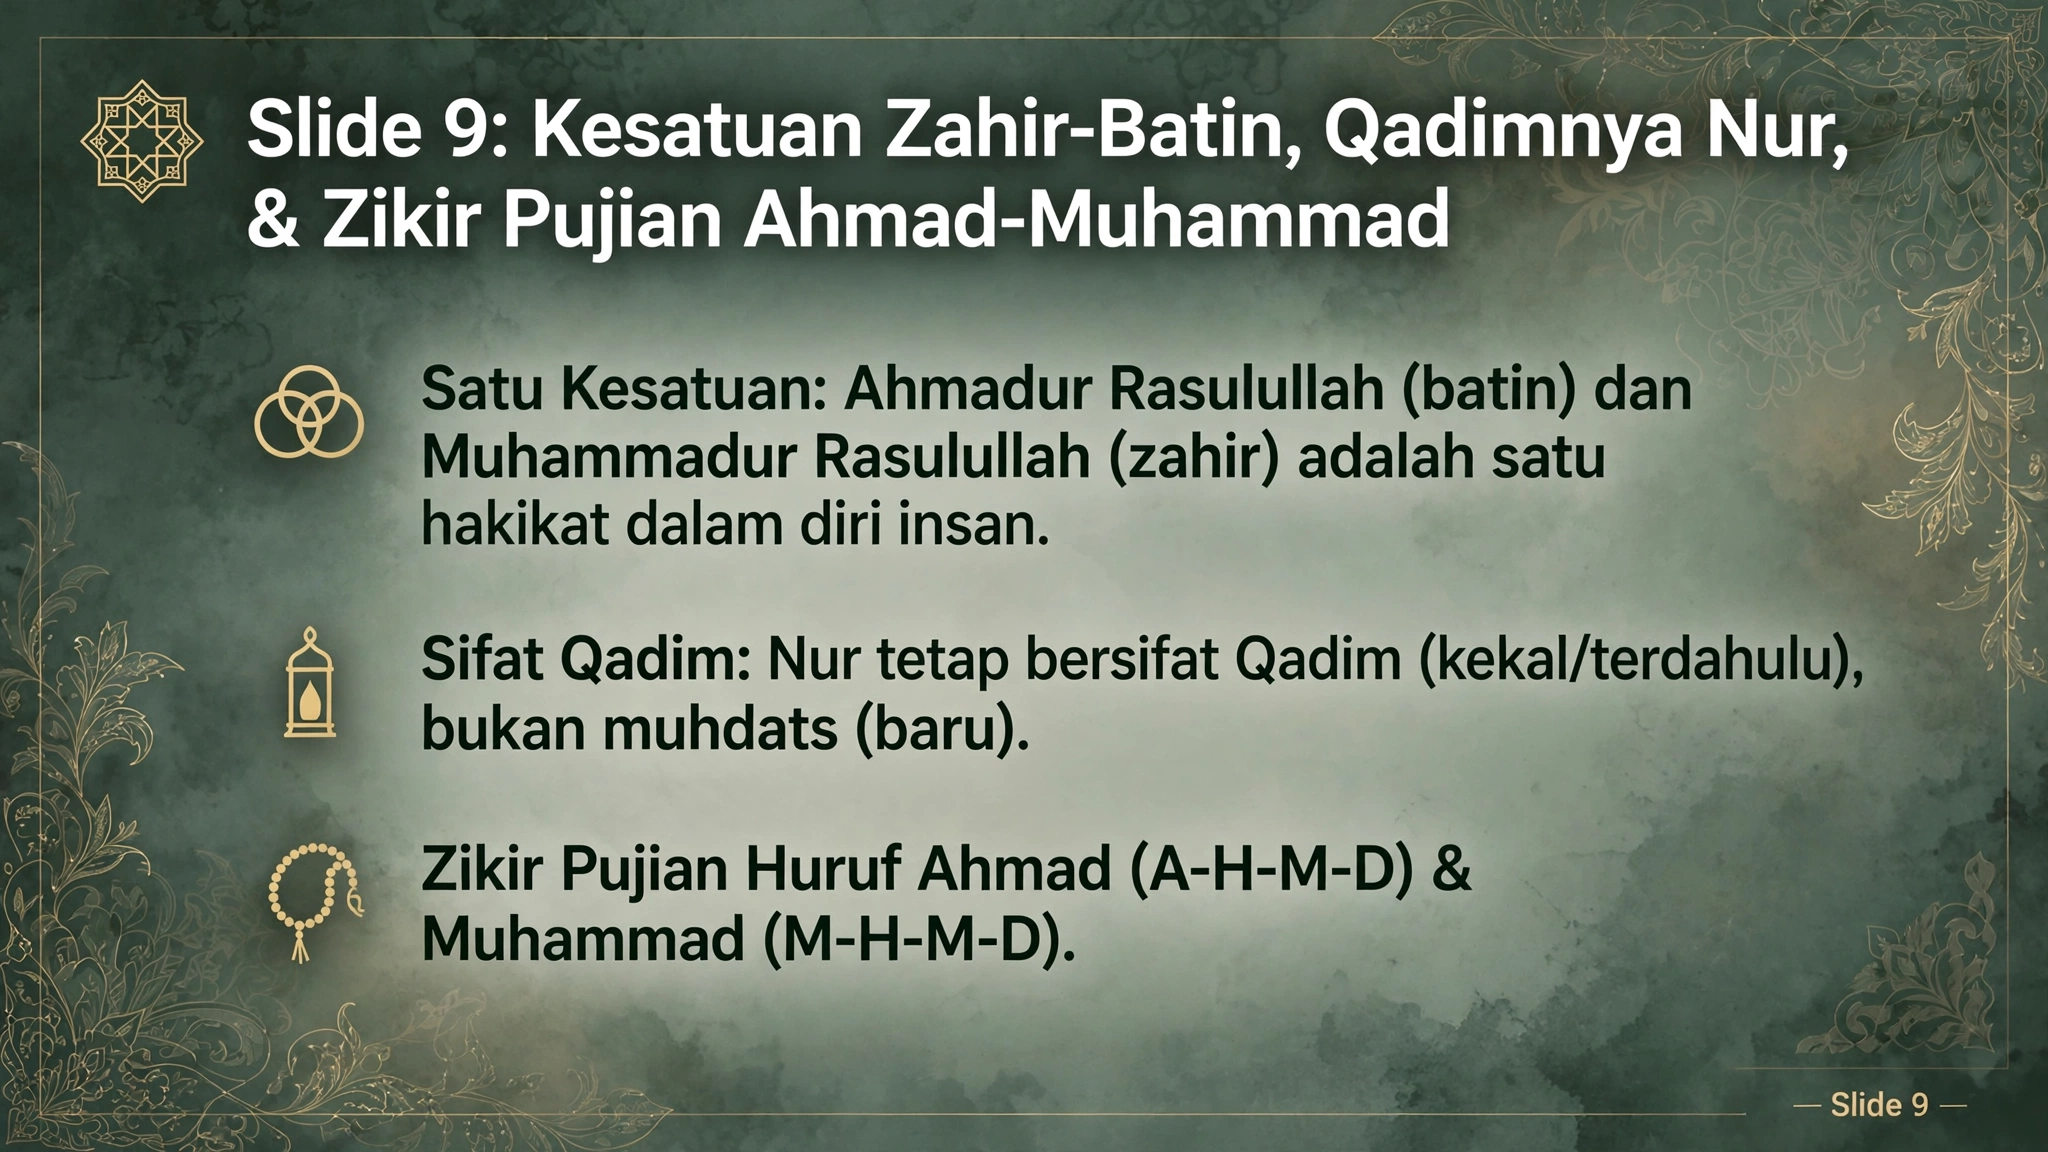 Slide 9: Kesatuan Zahir-Batin, Qadimnya Nur,
& Zikir Pujian Ahmad-Muhammad
Satu Kesatuan: Ahmadur Rasulullah (batin) dan
Muhammadur Rasulullah (zahir) adalah satu
hakikat dalam diri insan.
Sifat Qadim: Nur tetap bersifat Qadim (kekal/terdahulu),
bukan muhdats (baru).
Zikir Pujian Huruf Ahmad (A-H-M-D) &
Muhammad (M-H-M-D).
— Slide 9 —